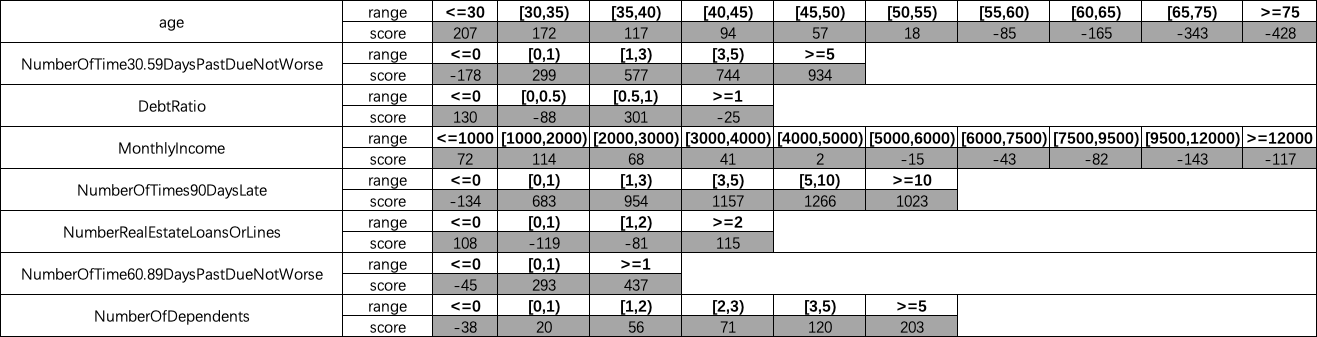 age range <=30 [30,35) [35,40) [40,45) [45,50) [50,55) [55,60) [60,65) [65,75) >=75
score 207 172 117 94 57 18 -85 -165 -343 -428
NumberOfTime30.59DaysPastDueNotWorse range <=0 [0,1) [1,3) [3,5) >=5
score -178 299 577 744 934
DebtRatio range <=0 [0,0.5) [0.5,1) >=1
score 130 -88 301 -25
MonthlyIncome range <=1000 [1000,2000) [2000,3000) [3000,4000) [4000,5000) [5000,6000) [6000,7500) [7500,9500) [9500,12000) >=12000
score 72 114 68 41 2 -15 -43 -82 -143 -117
NumberOfTimes90DaysLate range <=0 [0,1) [1,3) [3,5) [5,10) >=10
score -134 683 954 1157 1266 1023
NumberRealEstateLoansOrLines range <=0 [0,1) [1,2) >=2
score 108 -119 -81 115
NumberOfTime60.89DaysPastDueNotWorse range <=0 [0,1) >=1
score -45 293 437
NumberOfDependents range <=0 [0,1) [1,2) [2,3) [3,5) >=5
score -38 20 56 71 120 203